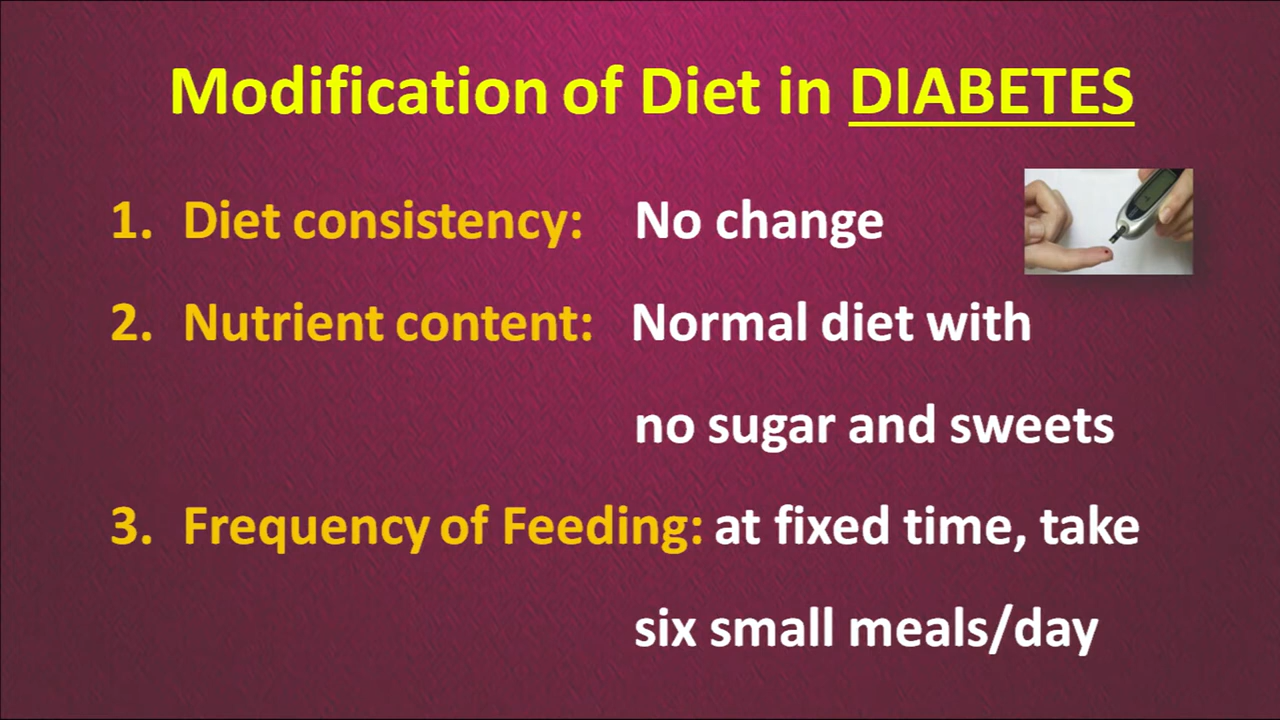 Modification of Diet in DIABETES
1. Diet consistency: No change
2. Nutrient content: Normal diet with
no sugar and sweets
3. Frequency of Feeding: at fixed time, take
six small meals/day